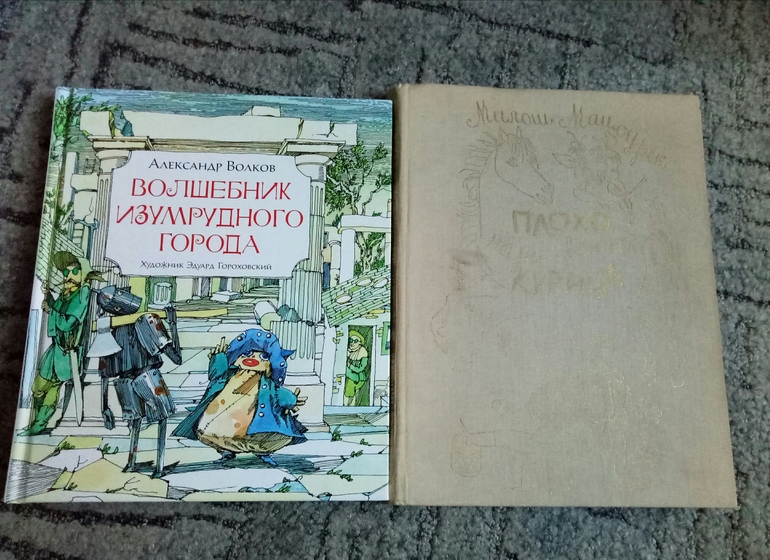 Александр Волков
Волшебник
Изумрудного
города
Художник Эдуард Гороховский
Милош Мацоурек
ПЛОХО
КУРИЦА